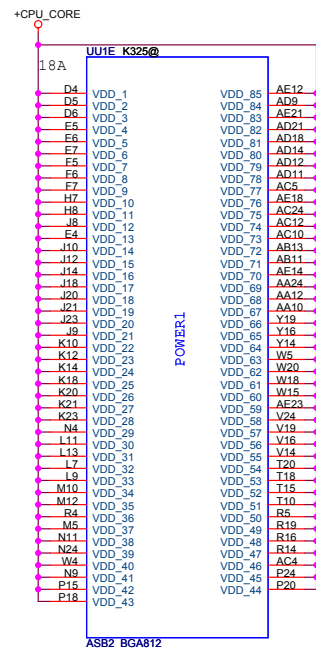 +CPU_CORE
UU1E K325@
18A
D4 VDD_1 VDD_85 AE12
D5 VDD_2 VDD_84 AD9
D6 VDD_3 VDD_83 AE21
E5 VDD_4 VDD_82 AD21
E6 VDD_5 VDD_81 AD18
E7 VDD_6 VDD_80 AD14
F5 VDD_7 VDD_79 AD12
F6 VDD_8 VDD_78 AD11
F7 VDD_9 VDD_77 AC5
H7 VDD_10 VDD_76 AE18
H8 VDD_11 VDD_75 AC24
J8 VDD_12 VDD_74 AC12
E4 VDD_13 VDD_73 AC10
J10 VDD_14 VDD_72 AB13
J12 VDD_15 VDD_71 AB11
J14 VDD_16 VDD_70 AE14
J18 VDD_17 VDD_69 AA24
J20 VDD_18 VDD_68 AA12
J21 VDD_19 VDD_67 AA10
J23 VDD_20 VDD_66 Y19
J9 VDD_21 VDD_65 Y16
K10 VDD_22 VDD_64 Y14
K12 VDD_23 VDD_63 W5
K14 VDD_24 VDD_62 W20
K18 VDD_25 VDD_61 W18
K20 VDD_26 VDD_60 W15
K21 VDD_27 VDD_59 AE23
K23 VDD_28 VDD_58 V24
N4 VDD_29 VDD_57 V19
L11 VDD_30 VDD_56 V16
L13 VDD_31 VDD_55 V14
L7 VDD_32 VDD_54 T20
L9 VDD_33 VDD_53 T18
M10 VDD_34 VDD_52 T15
M12 VDD_35 VDD_51 T10
R4 VDD_36 VDD_50 R5
M5 VDD_37 VDD_49 R19
N11 VDD_38 VDD_48 R16
N24 VDD_39 VDD_47 R14
W4 VDD_40 VDD_46 AC4
N9 VDD_41 VDD_45 P24
P15 VDD_42 VDD_44 P20
P18 VDD_43
POWER1
ASB2 BGA812